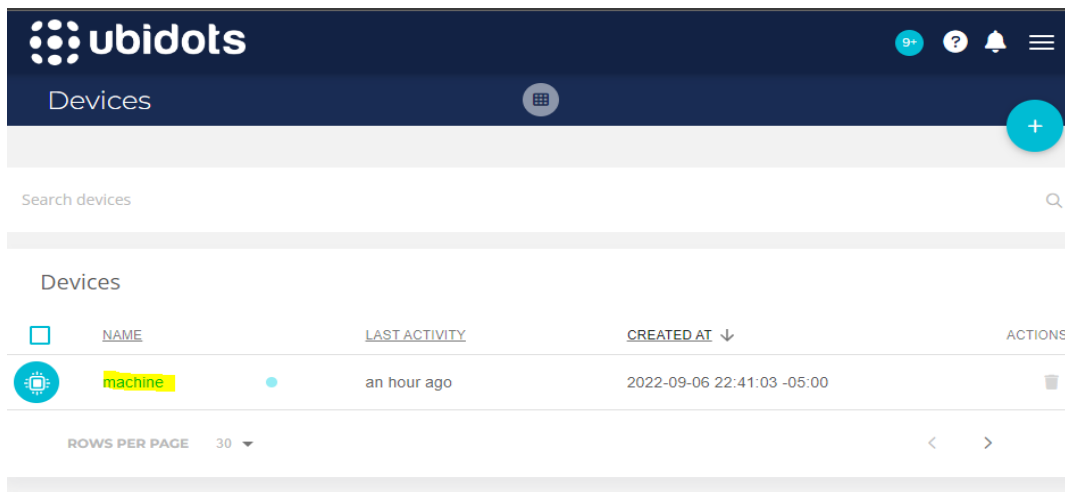 ubidots
9+ ?
Devices
+
Search devices
Devices
NAME LAST ACTIVITY CREATED AT ACTIONS
machine an hour ago 2022-09-06 22:41:03 -05:00
ROWS PER PAGE 30